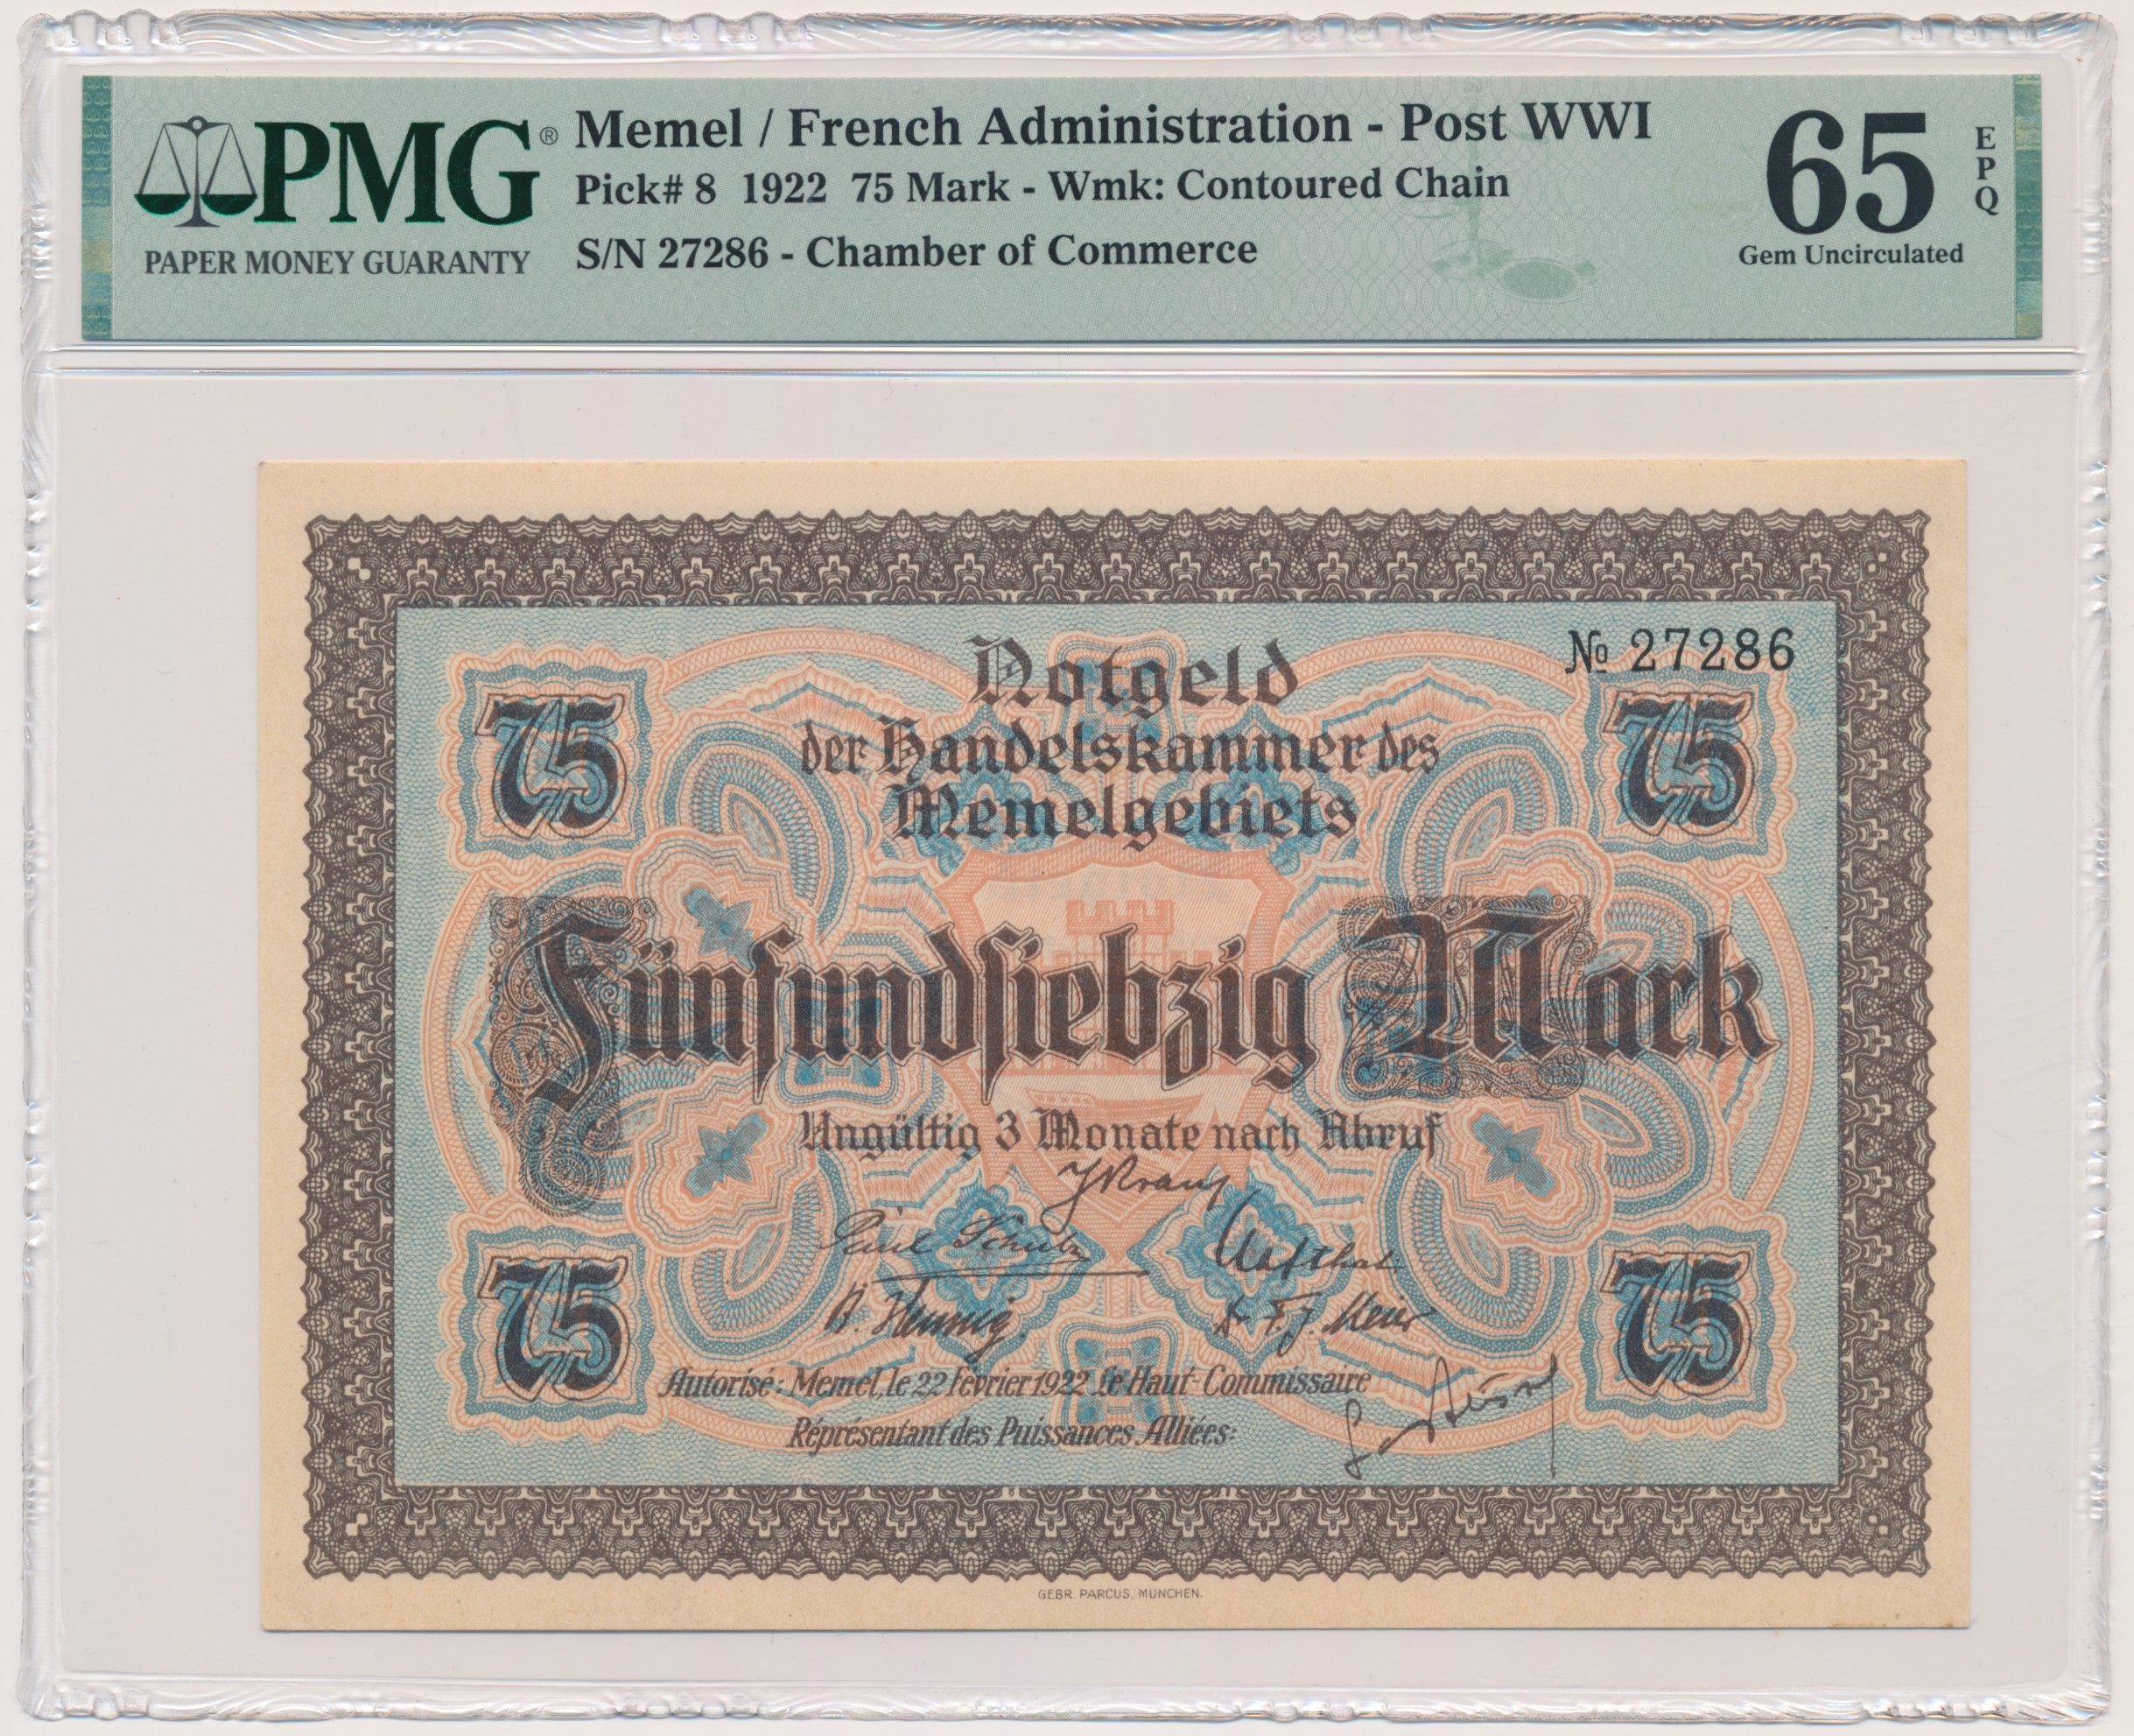 PMG®
PAPER MONEY GUARANTY
Memel / French Administration - Post WWI
Pick# 8 1922 75 Mark - Wmk: Contoured Chain
S/N 27286 - Chamber of Commerce
65
EPQ
Gem Uncirculated
№ 27286
75
75
Notgeld
der Handelskammer des
Memelgebiets
Fünfundsiebzig Mark
Ungültig 3 Monate nach Abruf
75
75
Autorisé: Memel, le 22 Février 1922 Le Haut-Commissaire
Réprésentant des Puissances Alliées:
GEBR. PARCUS, MÜNCHEN.